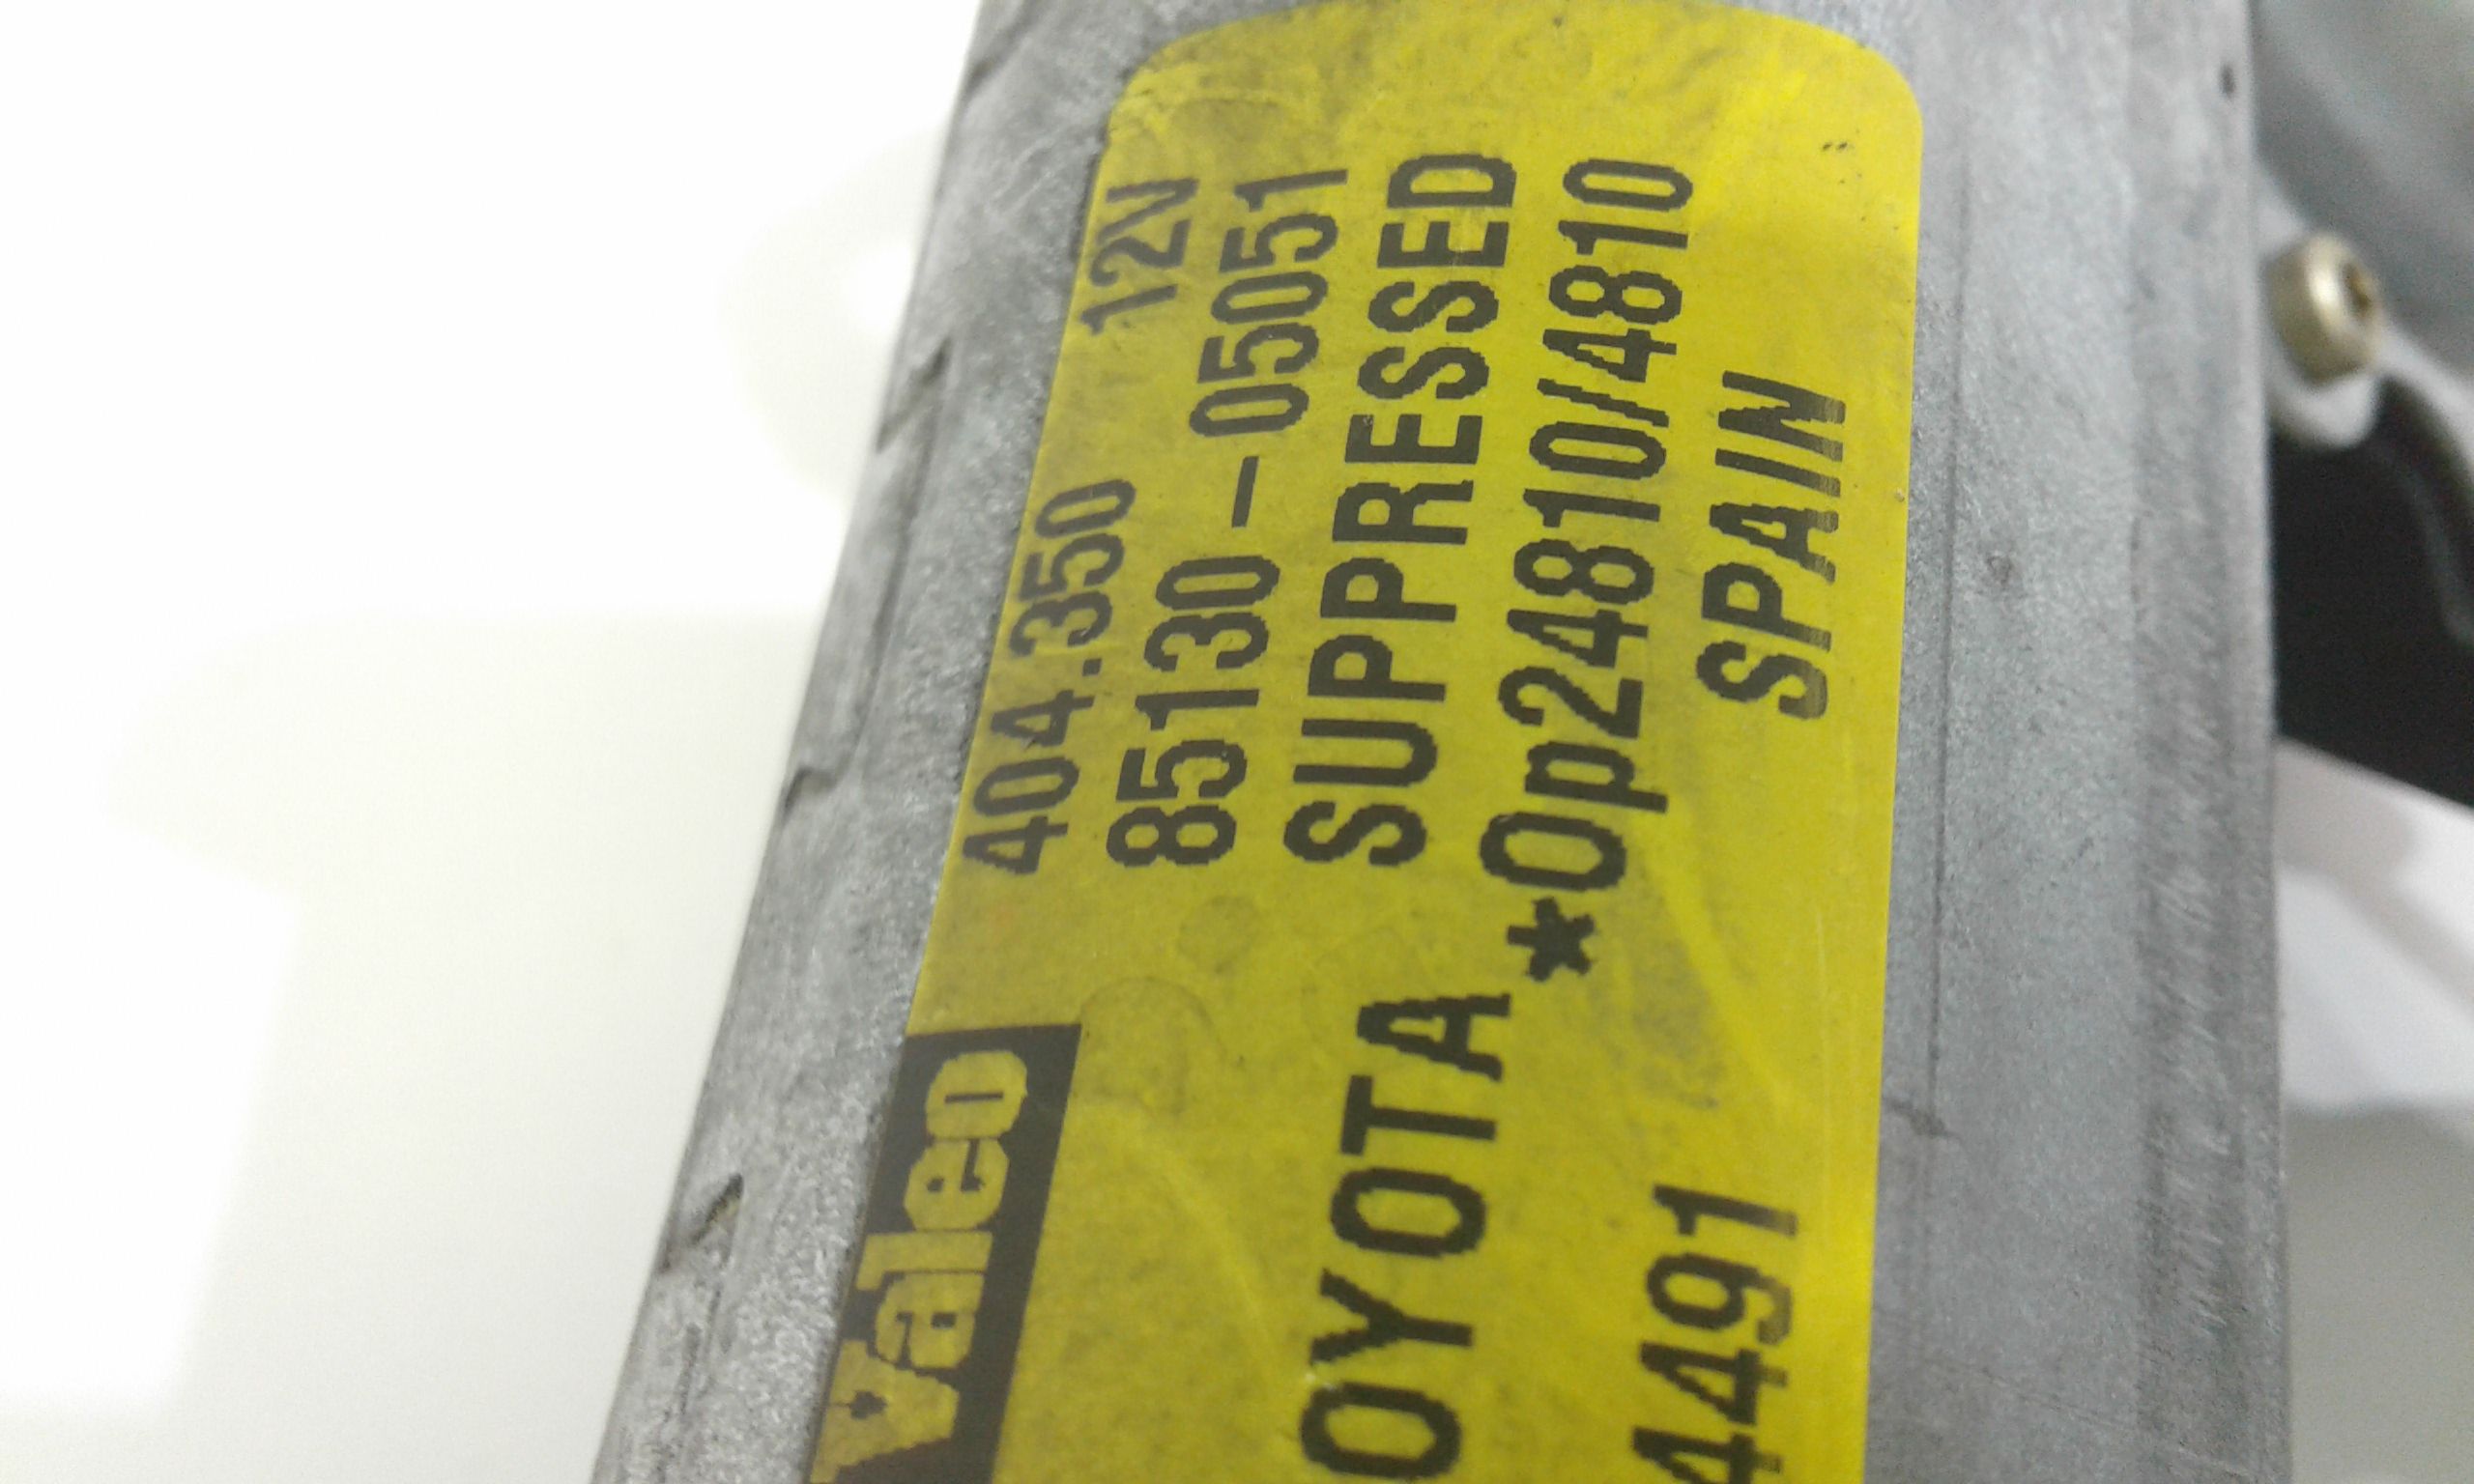 Valeo 404.350 12V
85130-05051
OYOTA SUPPRESSED
*0p24810/4810
4491 SPAIN